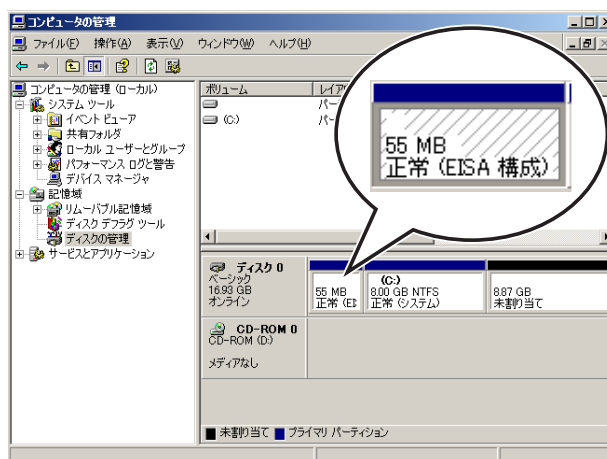 コンピュータの管理
ファイル(F) 操作(A) 表示(V) ウィンドウ(W) ヘルプ(H)
コンピュータの管理 (ローカル)
システム ツール
イベント ビューア
共有フォルダ
ローカル ユーザーとグループ
パフォーマンス ログと警告
デバイス マネージャ
記憶域
リムーバブル記憶域
ディスク デフラグ ツール
ディスクの管理
サービスとアプリケーション
ボリューム
(C:)
55 MB
正常 (EISA 構成)
ディスク 0
ベーシック
16.93 GB
オンライン
55 MB
正常 (EI
(C:)
8.00 GB NTFS
正常 (システム)
8.87 GB
未割り当て
CD-ROM 0
CD-ROM (D:)
メディアなし
未割り当て プライマリ パーティション